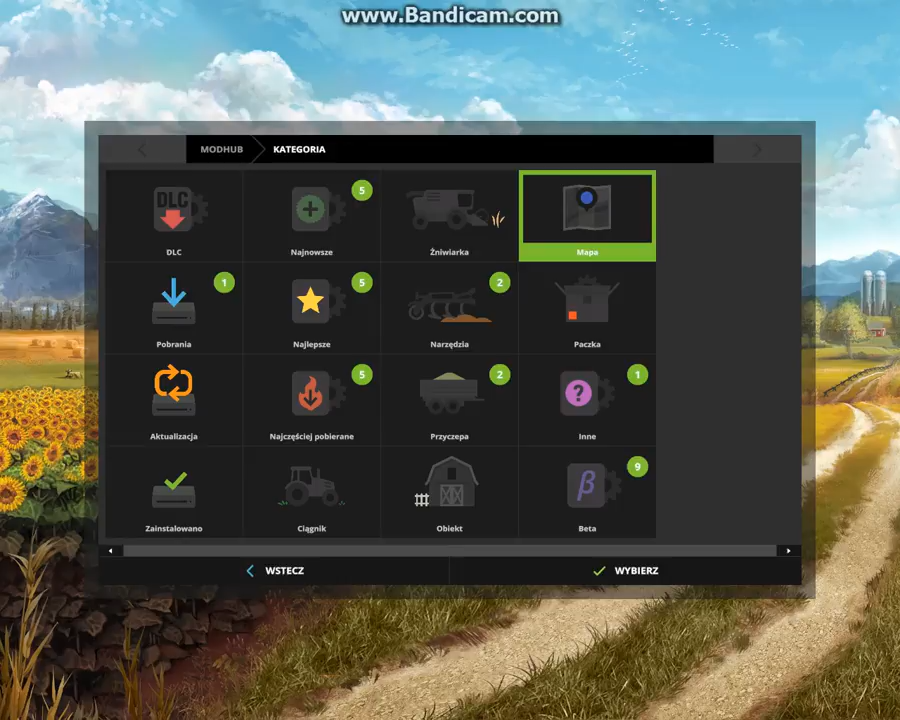 www.Bandicam.com
MODHUB KATEGORIA
DLC 5
DLC Najnowsze Żniwiarka Mapa
1 5 2
Pobrania Najlepsze Narzędzia Paczka
5 2 ? 1
Aktualizacja Najczęściej pobierane Przyczepa Inne
β 9
Zainstalowano Ciągnik Obiekt Beta
WSTECZ WYBIERZ